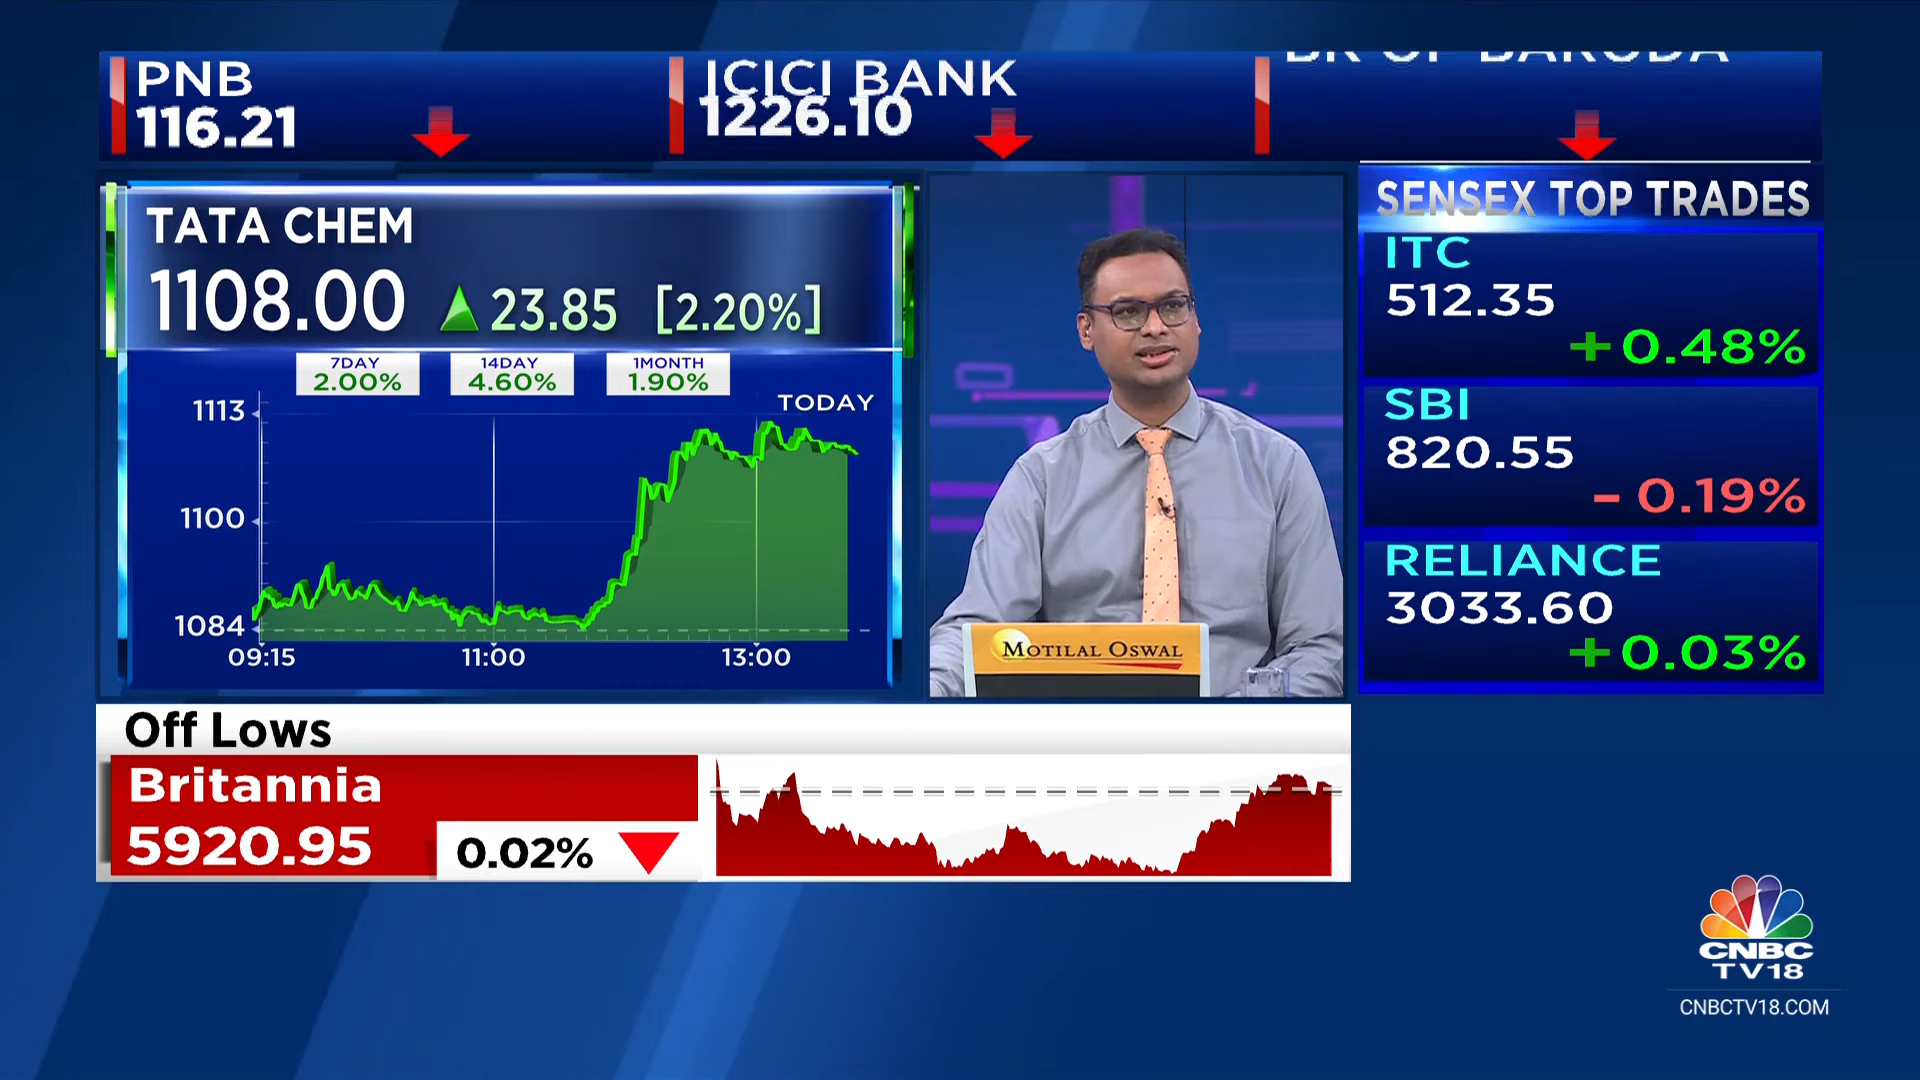 PNB
116.21
ICICI BANK
1226.10
BK OF BARODA
TATA CHEM
1108.00 23.85 [2.20%]
7DAY
2.00%
14DAY
4.60%
1MONTH
1.90%
TODAY
1113
1100
1084
09:15 11:00 13:00
MOTILAL OSWAL
SENSEX TOP TRADES
ITC
512.35
+0.48%
SBI
820.55
- 0.19%
RELIANCE
3033.60
+0.03%
Off Lows
Britannia
5920.95
0.02%
CNBC
TV18
CNBCTV18.COM